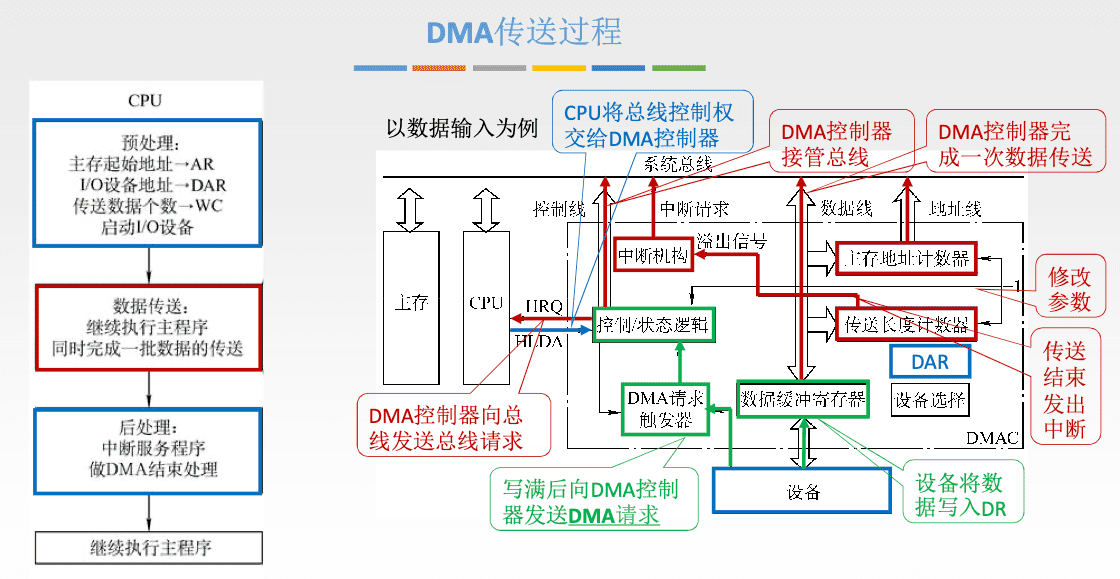 DMA传送过程
CPU
预处理：
主存起始地址→AR
I/O设备地址→DAR
传送数据个数→WC
启动I/O设备
数据传送：
继续执行主程序
同时完成一批数据的传送
后处理：
中断服务程序
做DMA结束处理
继续执行主程序
以数据输入为例
CPU将总线控制权
交给DMA控制器
DMA控制器
接管总线
DMA控制器完
成一次数据传送
系统总线
控制线
中断请求
数据线
地址线
溢出信号
中断机构
主存地址计数器
+1
修改
参数
主存
CPU
HRQ
HLDA
控制/状态逻辑
传送长度计数器
DAR
传送
结束
发出
中断
DMA请求
触发器
数据缓冲寄存器
设备选择
DMAC
DMA控制器向总
线发送总线请求
设备
写满后向DMA控制
器发送DMA请求
设备将数
据写入DR